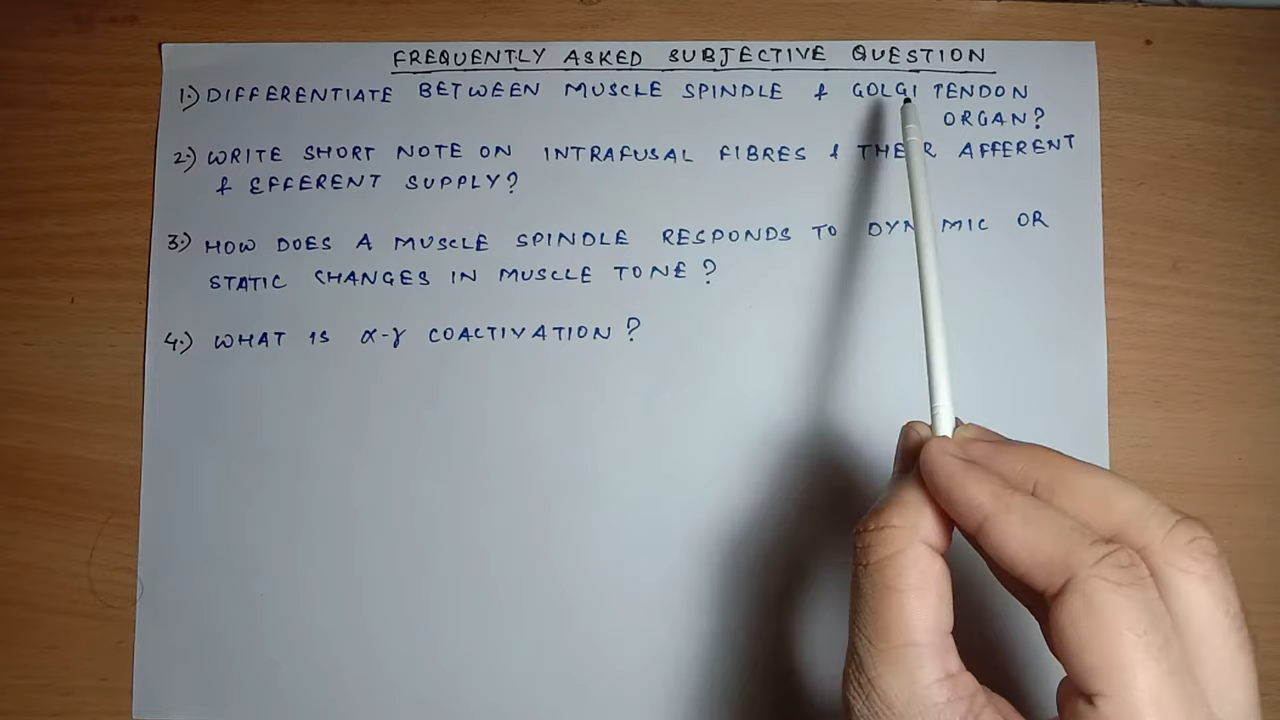 FREQUENTLY ASKED SUBJECTIVE QUESTION
1.) DIFFERENTIATE BETWEEN MUSCLE SPINDLE & GOLGI TENDON
ORGAN?
2.) WRITE SHORT NOTE ON INTRAFUSAL FIBRES & THEIR AFFERENT
& EFFERENT SUPPLY?
3.) HOW DOES A MUSCLE SPINDLE RESPONDS TO DYNAMIC OR
STATIC CHANGES IN MUSCLE TONE?
4.) WHAT IS α-γ COACTIVATION?